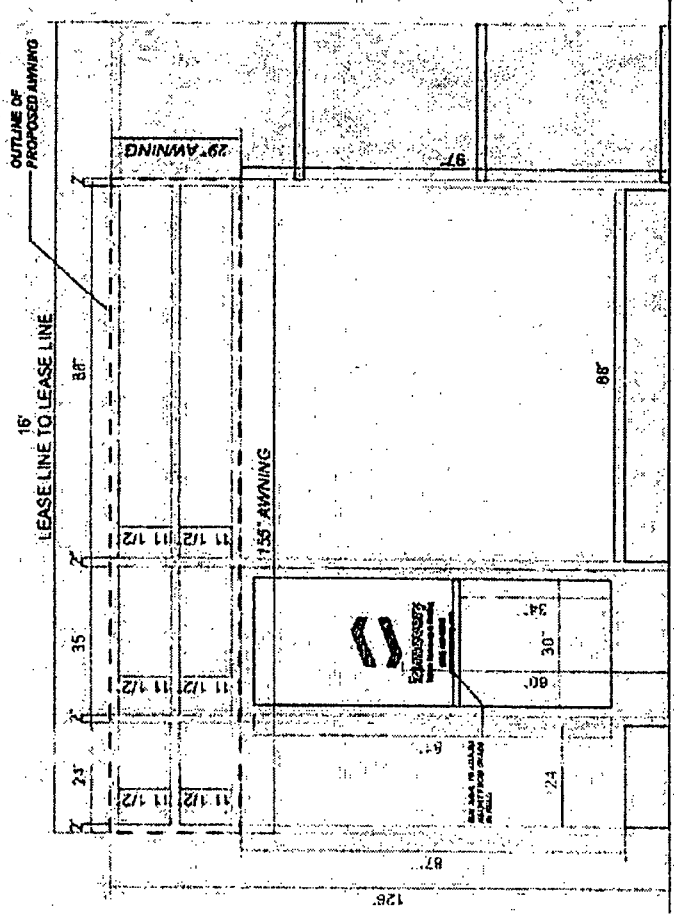 OUTLINE OF
PROPOSED AWNING
16'
LEASE LINE TO LEASE LINE
2" 23" 2" 35" 2" 88" 2"
29" AWNING
11 1/2 11 1/2 11 1/2
11 1/2 11 1/2 11 1/2
155" AWNING
97"
34"
30"
60"
81"
24
88"
87"
126"